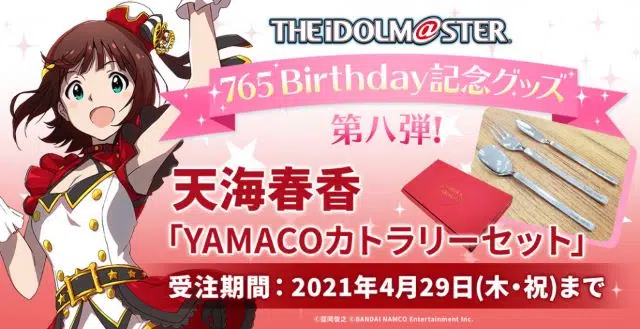 THE iDOLM@STER
765 Birthday記念グッズ
第八弾!
天海春香
「YAMACOカトラリーセット」
受注期間：2021年4月29日(木・祝)まで
©窪岡俊之 ©BANDAI NAMCO Entertainment Inc.